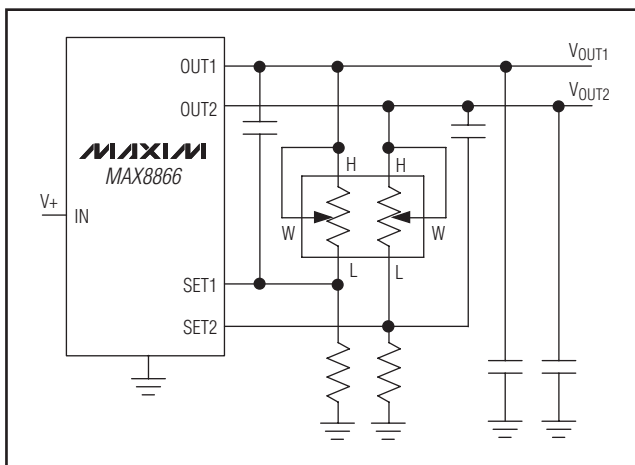 OUT1
VOUT1
OUT2
VOUT2
MAXIM
MAX8866
H
H
V+
IN
W
W
L
L
SET1
SET2